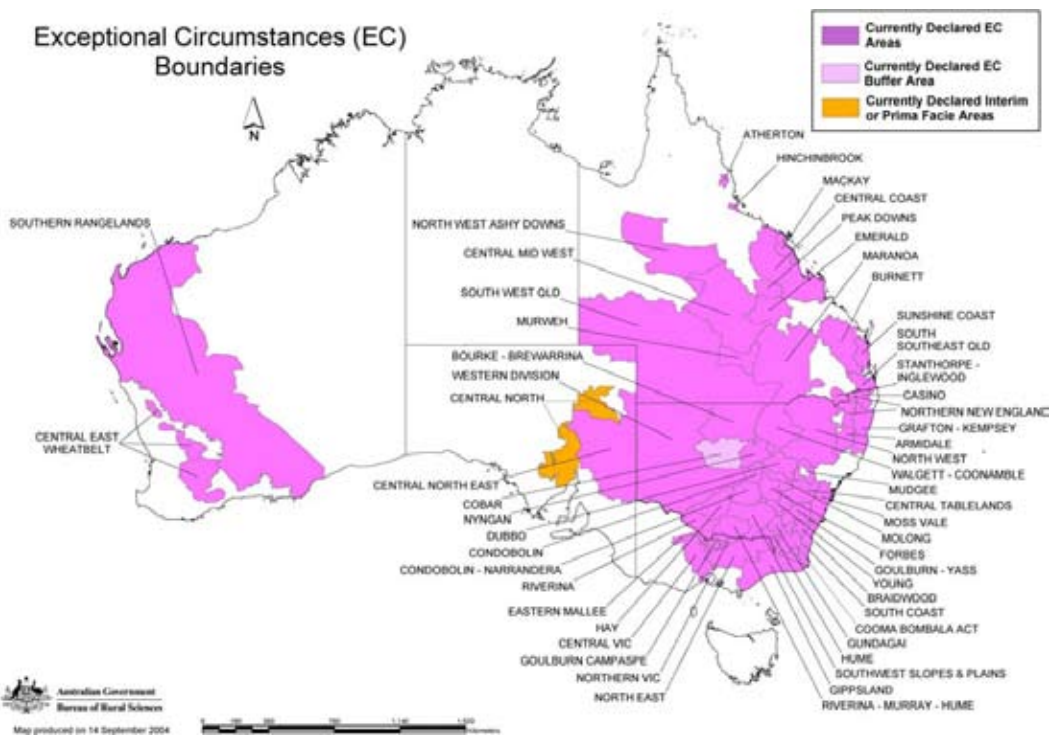 Exceptional Circumstances (EC)
Boundaries
N
Currently Declared EC
Areas
Currently Declared EC
Buffer Area
Currently Declared Interim
or Prima Facie Areas
ATHERTON
HINCHINBROOK
MACKAY
CENTRAL COAST
PEAK DOWNS
EMERALD
MARANOA
BURNETT
SUNSHINE COAST
SOUTH
SOUTHEAST QLD
STANTHORPE -
INGLEWOOD
CASINO
NORTHERN NEW ENGLAND
GRAFTON - KEMPSEY
ARMIDALE
NORTH WEST
WALGETT - COONAMBLE
MUDGEE
CENTRAL TABLELANDS
MOSS VALE
MOLONG
FORBES
GOULBURN - YASS
YOUNG
BRAIDWOOD
SOUTH COAST
COOMA BOMBALA ACT
GUNDAGAI
HUME
SOUTHWEST SLOPES & PLAINS
GIPPSLAND
RIVERINA - MURRAY - HUME
SOUTHERN RANGELANDS
CENTRAL EAST
WHEATBELT
NORTH WEST ASHY DOWNS
CENTRAL MID WEST
SOUTH WEST QLD
MURWEH
BOURKE - BREWARRINA
WESTERN DIVISION
CENTRAL NORTH
CENTRAL NORTH EAST
COBAR
NYNGAN
DUBBO
CONDOBOLIN
CONDOBOLIN - NARRANDERA
RIVERINA
EASTERN MALLEE
HAY
CENTRAL VIC
GOULBURN CAMPASPE
NORTHERN VIC
NORTH EAST
Australian Government
Bureau of Rural Sciences
Map produced on 14 September 2004
0
Kilometers